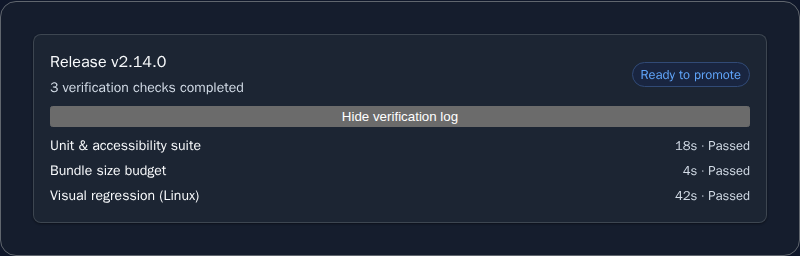 Release v2.14.0
3 verification checks completed
Ready to promote
Hide verification log
Unit & accessibility suite 18s · Passed
Bundle size budget 4s · Passed
Visual regression (Linux) 42s · Passed